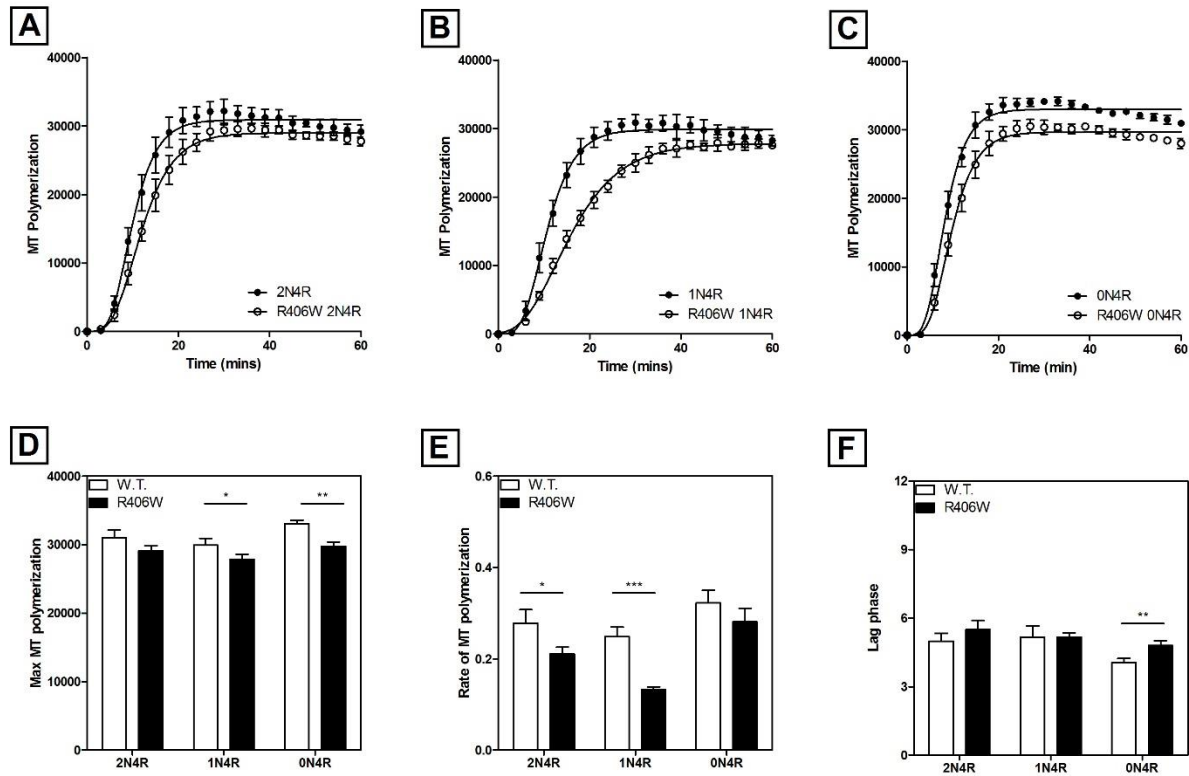 A
40000
30000
20000
10000
0
MT Polymerization
2N4R
R406W 2N4R
0 20 40 60
Time (mins)
B
40000
30000
20000
10000
0
MT Polymerization
1N4R
R406W 1N4R
0 20 40 60
Time (mins)
C
40000
30000
20000
10000
0
MT Polymerization
0N4R
R406W 0N4R
0 20 40 60
Time (min)
D
40000
30000
20000
10000
0
Max MT polymerization
W.T.
R406W
* **
2N4R 1N4R 0N4R
E
0.6
0.4
0.2
0.0
Rate of MT polymerization
W.T.
R406W
* ***
2N4R 1N4R 0N4R
F
12
9
6
3
0
Lag phase
W.T.
R406W
**
2N4R 1N4R 0N4R